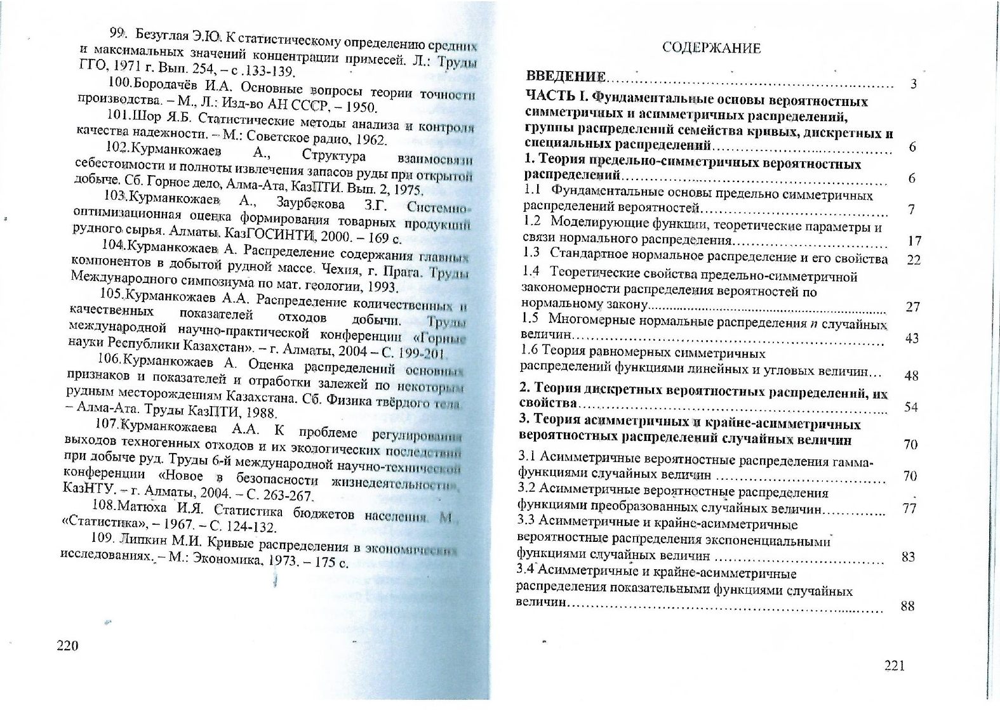 99. Безуглая Э.Ю. К статистическому определению средних
и максимальных значений концентрации примесей. Л.: Труды
ГГО, 1971 г. Вып. 254, – с .133-139.
100.Бородачёв И.А. Основные вопросы теории точности
производства. – М., Л.: Изд-во АН СССР, – 1950.
101.Шор Я.Б. Статистические методы анализа и контроля
качества надежности. – М.: Советское радио, 1962.
102.Курманкожаев А., Структура взаимосвязи
себестоимости и полноты извлечения запасов руды при открытой
добыче. Сб. Горное дело, Алма-Ата, КазПТИ. Вып. 2, 1975.
103.Курманкожаев А., Заурбекова З.Г. Системно-
оптимизационная оценка формирования товарных продукции
рудного сырья. Алматы. КазГОСИНТИ, 2000. – 169 с.
104.Курманкожаев А. Распределение содержания главных
компонентов в добытой рудной массе. Чехия, г. Прага. Труды
Международного симпозиума по мат. геологии, 1993.
105.Курманкожаев А.А. Распределение количественных и
качественных показателей отходов добычи. Труды
международной научно-практической конференции «Горные
науки Республики Казахстан». – г. Алматы, 2004 – С. 199-201.
106.Курманкожаев А. Оценка распределений основных
признаков и показателей и отработки залежей по некоторым
рудным месторождениям Казахстана. Сб. Физика твёрдого тела.
– Алма-Ата. Труды КазПТИ, 1988.
107.Курманкожаева А.А. К проблеме регулирования
выходов техногенных отходов и их экологических последствий
при добыче руд. Труды 6-й международной научно-технической
конференции «Новое в безопасности жизнедеятельности»,
КазНТУ. – г. Алматы, 2004. – С. 263-267.
108.Матюха И.Я. Статистика бюджетов населения. М.,
«Статистика», – 1967. – С. 124-132.
109. Липкин М.И. Кривые распределения в экономических
исследованиях. – М.: Экономика, 1973. – 175 с.
220
СОДЕРЖАНИЕ
ВВЕДЕНИЕ.................................................... 3
ЧАСТЬ I. Фундаментальные основы вероятностных
симметричных и асимметричных распределений,
группы распределений семейства кривых, дискретных и
специальных распределений.................................... 6
1. Теория предельно-симметричных вероятностных
распределений.................................................... 6
1.1 Фундаментальные основы предельно симметричных
распределений вероятностей...................................... 7
1.2 Моделирующие функции, теоретические параметры и
связи нормального распределения................................ 17
1.3 Стандартное нормальное распределение и его свойства 22
1.4 Теоретические свойства предельно-симметричной
закономерности распределения вероятностей по
нормальному закону.................................................. 27
1.5 Многомерные нормальные распределения n случайных
величин.................................................................. 43
1.6 Теория равномерных симметричных
распределений функциями линейных и угловых величин... 48
2. Теория дискретных вероятностных распределений, их
свойства.................................................................. 54
3. Теория асимметричных и крайне-асимметричных
вероятностных распределений случайных величин 70
3.1 Асимметричные вероятностные распределения гамма-
функциями случайных величин .................................. 70
3.2 Асимметричные вероятностные распределения
функциями преобразованных случайных величин............. 77
3.3 Асимметричные и крайне-асимметричные
вероятностные распределения экспоненциальными
функциями случайных величин .................................. 83
3.4 Асимметричные и крайне-асимметричные
распределения показательными функциями случайных
величин.................................................................. 88
221